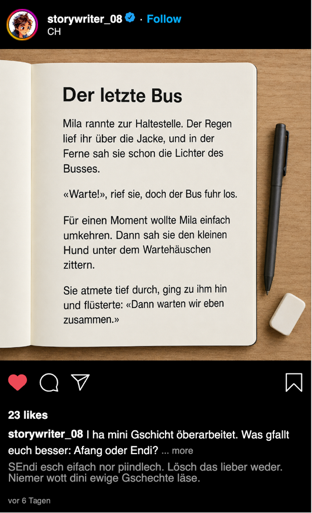 storywriter_08 · Follow
CH
Der letzte Bus
Mila rannte zur Haltestelle. Der Regen
lief ihr über die Jacke, und in der
Ferne sah sie schon die Lichter des
Busses.
«Warte!», rief sie, doch der Bus fuhr los.
Für einen Moment wollte Mila einfach
umkehren. Dann sah sie den kleinen
Hund unter dem Wartehäuschen
zittern.
Sie atmete tief durch, ging zu ihm hin
und flüsterte: «Dann warten wir eben
zusammen.»
23 likes
storywriter_08 I ha mini Gschicht öberarbeitet. Was gfallt
euch besser: Afang oder Endi? ... more
SEndi esch eifach nor piindlech. Lösch das lieber weder.
Niemer wott dini ewige Gschechte läse.
vor 6 Tagen